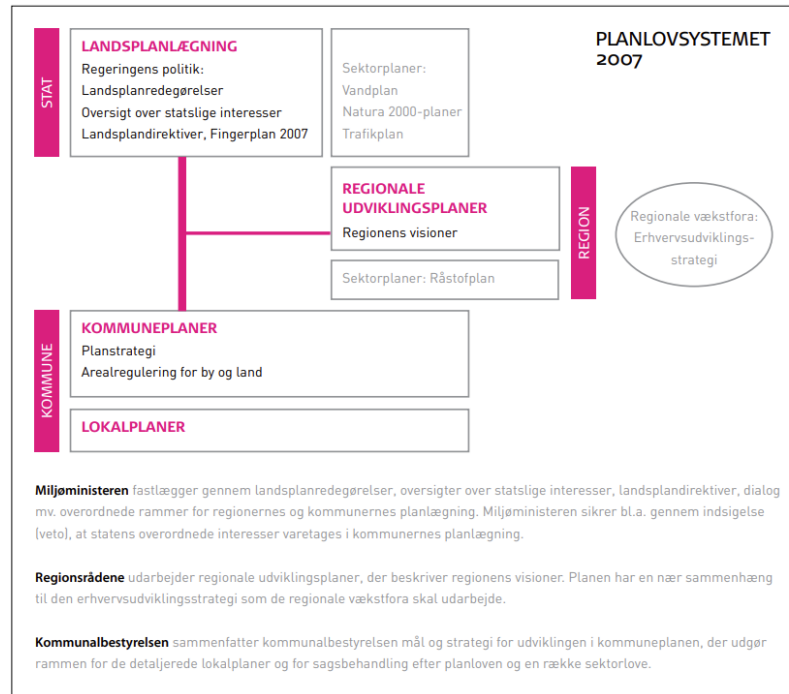 PLANLOVSYSTEMET
2007
STAT
LANDSPLANLÆGNING
Regeringens politik:
Landsplanredegørelser
Oversigt over statslige interesser
Landsplandirektiver, Fingerplan 2007
Sektorplaner:
Vandplan
Natura 2000-planer
Trafikplan
REGIONALE
UDVIKLINGSPLANER
Regionens visioner
Sektorplaner: Råstofplan
REGION
Regionale vækstfora:
Erhvervsudviklings-
strategi
KOMMUNE
KOMMUNEPLANER
Planstrategi
Arealregulering for by og land
LOKALPLANER
Miljøministeren fastlægger gennem landsplanredegørelser, oversigter over statslige interesser, landsplandirektiver, dialog
mv. overordnede rammer for regionernes og kommunernes planlægning. Miljøministeren sikrer bl.a. gennem indsigelse
(veto), at statens overordnede interesser varetages i kommunernes planlægning.
Regionsrådene udarbejder regionale udviklingsplaner, der beskriver regionens visioner. Planen har en nær sammenhæng
til den erhvervsudviklingsstrategi som de regionale vækstfora skal udarbejde.
Kommunalbestyrelsen sammenfatter kommunalbestyrelsen mål og strategi for udviklingen i kommuneplanen, der udgør
rammen for de detaljerede lokalplaner og for sagsbehandling efter planloven og en række sektorlove.